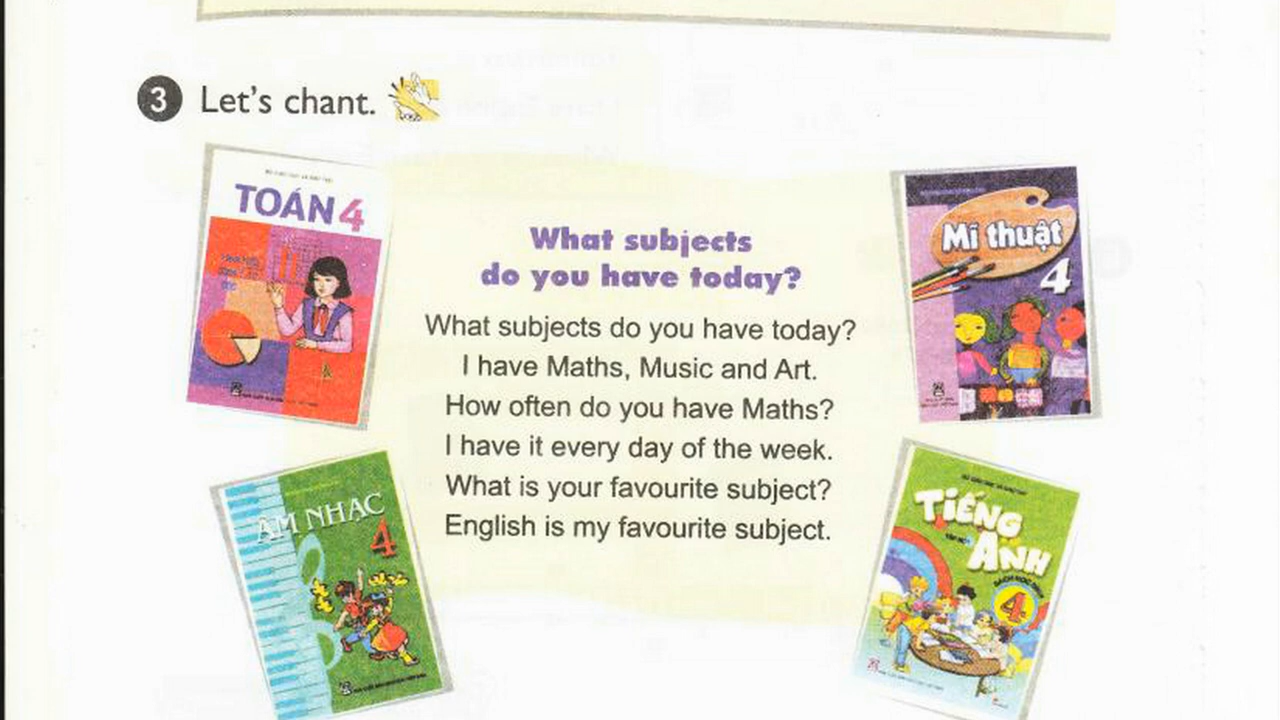 3 Let's chant.
TOÁN 4
Mĩ thuật
4
What subjects
do you have today?
What subjects do you have today?
I have Maths, Music and Art.
How often do you have Maths?
I have it every day of the week.
What is your favourite subject?
English is my favourite subject.
ÂM NHẠC
4
TIẾNG
ANH
4